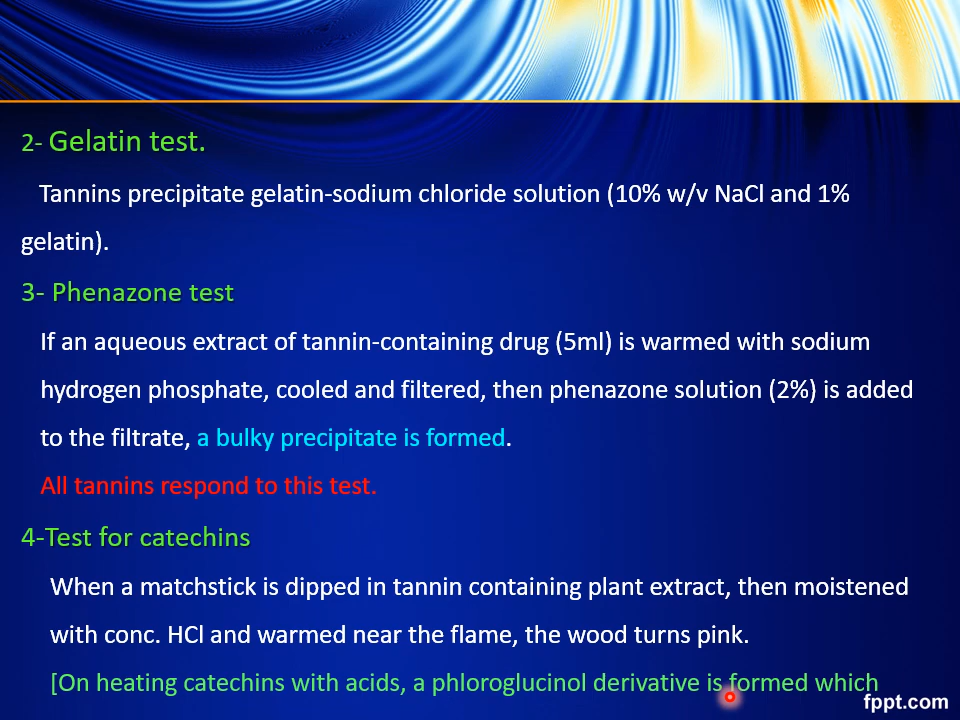 2- Gelatin test.
Tannins precipitate gelatin-sodium chloride solution (10% w/v NaCl and 1%
gelatin).
3- Phenazone test
If an aqueous extract of tannin-containing drug (5ml) is warmed with sodium
hydrogen phosphate, cooled and filtered, then phenazone solution (2%) is added
to the filtrate, a bulky precipitate is formed.
All tannins respond to this test.
4-Test for catechins
When a matchstick is dipped in tannin containing plant extract, then moistened
with conc. HCl and warmed near the flame, the wood turns pink.
[On heating catechins with acids, a phloroglucinol derivative is formed which
fppt.com